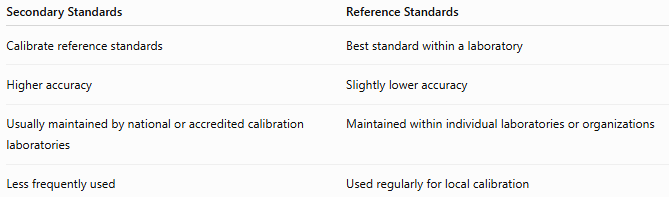 Secondary Standards Reference Standards
Calibrate reference standards Best standard within a laboratory
Higher accuracy Slightly lower accuracy
Usually maintained by national or accredited calibration Maintained within individual laboratories or organizations
laboratories
Less frequently used Used regularly for local calibration